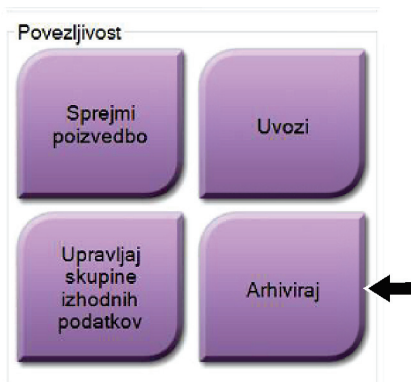 Povezljivost
Sprejmi
poizvedbo
Uvozi
Upravljaj
skupine
izhodnih
podatkov
Arhiviraj